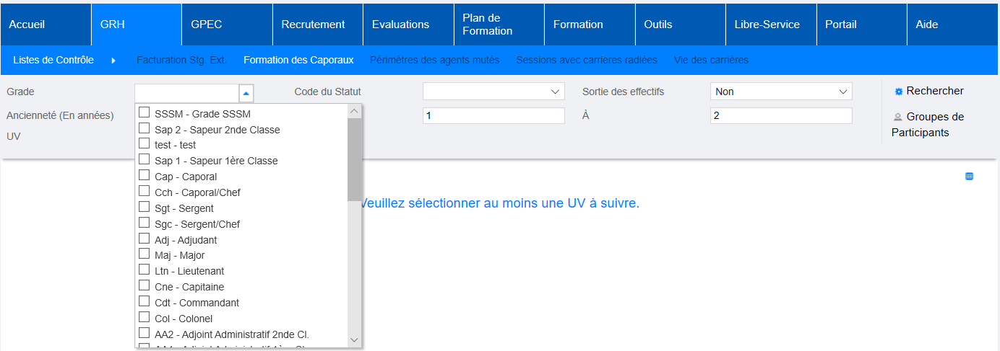 Accueil
GRH
GPEC
Recrutement
Evaluations
Plan de
Formation
Formation
Outils
Libre-Service
Portail
Aide
Listes de Contrôle
Facturation Stg. Ext.
Formation des Caporaux
Périmètres des agents mutés
Sessions avec carrieres radiées
Vie des carrières
Grade
Code du Statut
Sortie des effectifs
Non
Rechercher
Ancienneté (En années)
1
À
2
Groupes de
Participants
UV
SSSM - Grade SSSM
Sap 2 - Sapeur 2nde Classe
test - test
Sap 1 - Sapeur 1ère Classe
Cap - Caporal
Cch - Caporal/Chef
Sgt - Sergent
Sgc - Sergent/Chef
Adj - Adjudant
Maj - Major
Ltn - Lieutenant
Cne - Capitaine
Cdt - Commandant
Col - Colonel
AA2 - Adjoint Administratif 2nde Cl.
Veuillez sélectionner au moins une UV à suivre.